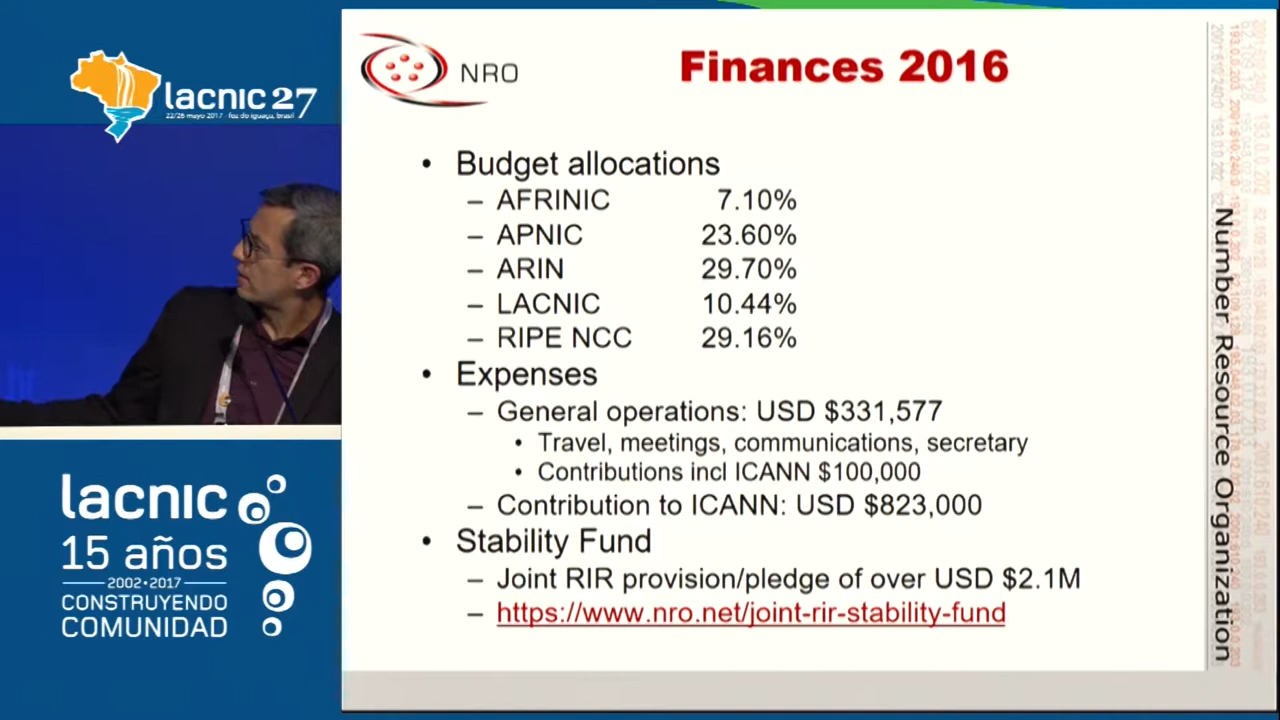 lacnic 27
22/26 mayo 2017 - foz do iguaçu, brasil
NRO
Finances 2016
• Budget allocations
– AFRINIC 7.10%
– APNIC 23.60%
– ARIN 29.70%
– LACNIC 10.44%
– RIPE NCC 29.16%
• Expenses
– General operations: USD $331,577
• Travel, meetings, communications, secretary
• Contributions incl ICANN $100,000
– Contribution to ICANN: USD $823,000
• Stability Fund
– Joint RIR provision/pledge of over USD $2.1M
– https://www.nro.net/joint-rir-stability-fund
Number Resource Organization
lacnic
15 años
2002•2017
CONSTRUYENDO
COMUNIDAD